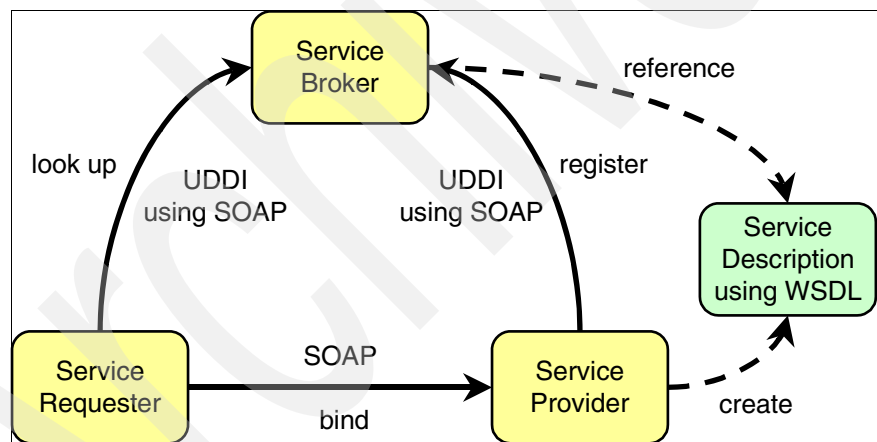 Service
Broker
reference
look up
UDDI
using SOAP
UDDI
using SOAP
register
Service
Description
using WSDL
Service
Requester
SOAP
bind
Service
Provider
create